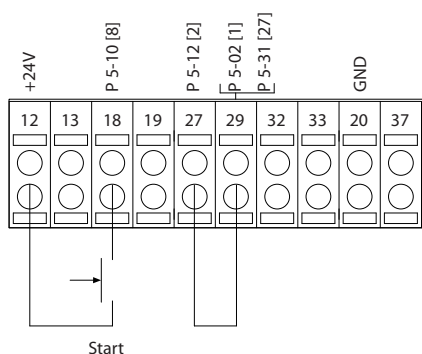 +24V
P 5-10 [8]
P 5-12 [2]
P 5-02 [1]
P 5-31 [27]
GND
12 13 18 19 27 29 32 33 20 37
Start